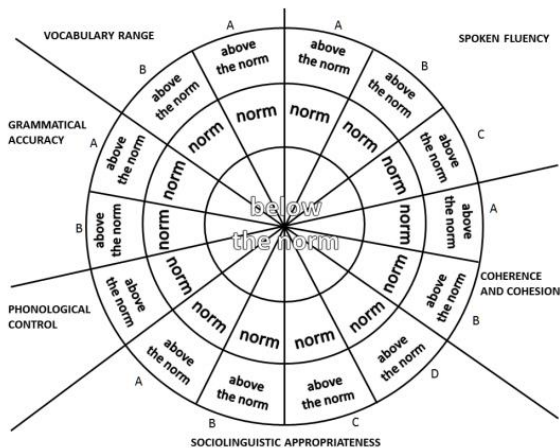 VOCABULARY RANGE
A
above
the norm
B
above
the norm
SPOKEN FLUENCY
A
above
the norm
B
above
the norm
C
above
the norm
GRAMMATICAL
ACCURACY
A
above
the norm
B
above
the norm
norm
norm
norm
norm
norm
norm
norm
norm
norm
norm
norm
norm
norm
norm
below
the norm
COHERENCE
AND COHESION
A
above
the norm
B
above
the norm
PHONOLOGICAL
CONTROL
above
the norm
A
above
the norm
B
above
the norm
C
above
the norm
D
above
the norm
SOCIOLINGUISTIC APPROPRIATENESS